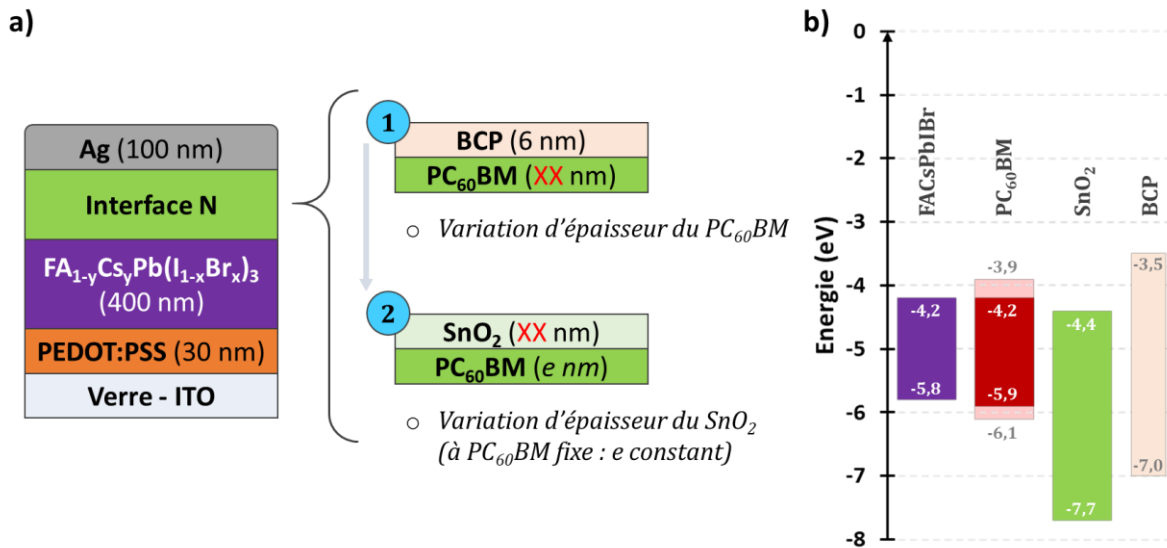 a)
Ag (100 nm)
Interface N
FA1-yCsyPb(I1-xBrx)3
(400 nm)
PEDOT:PSS (30 nm)
Verre - ITO
1
BCP (6 nm)
PC60BM (XX nm)
o Variation d’épaisseur du PC60BM
2
SnO2 (XX nm)
PC60BM (e nm)
o Variation d’épaisseur du SnO2
(à PC60BM fixe : e constant)
b)
Energie (eV)
0
-1
-2
-3
-4
-5
-6
-7
-8
FACsPbIBr
PC60BM
SnO2
BCP
-4,2
-5,8
-3,9
-4,2
-5,9
-6,1
-4,4
-7,7
-3,5
-7,0